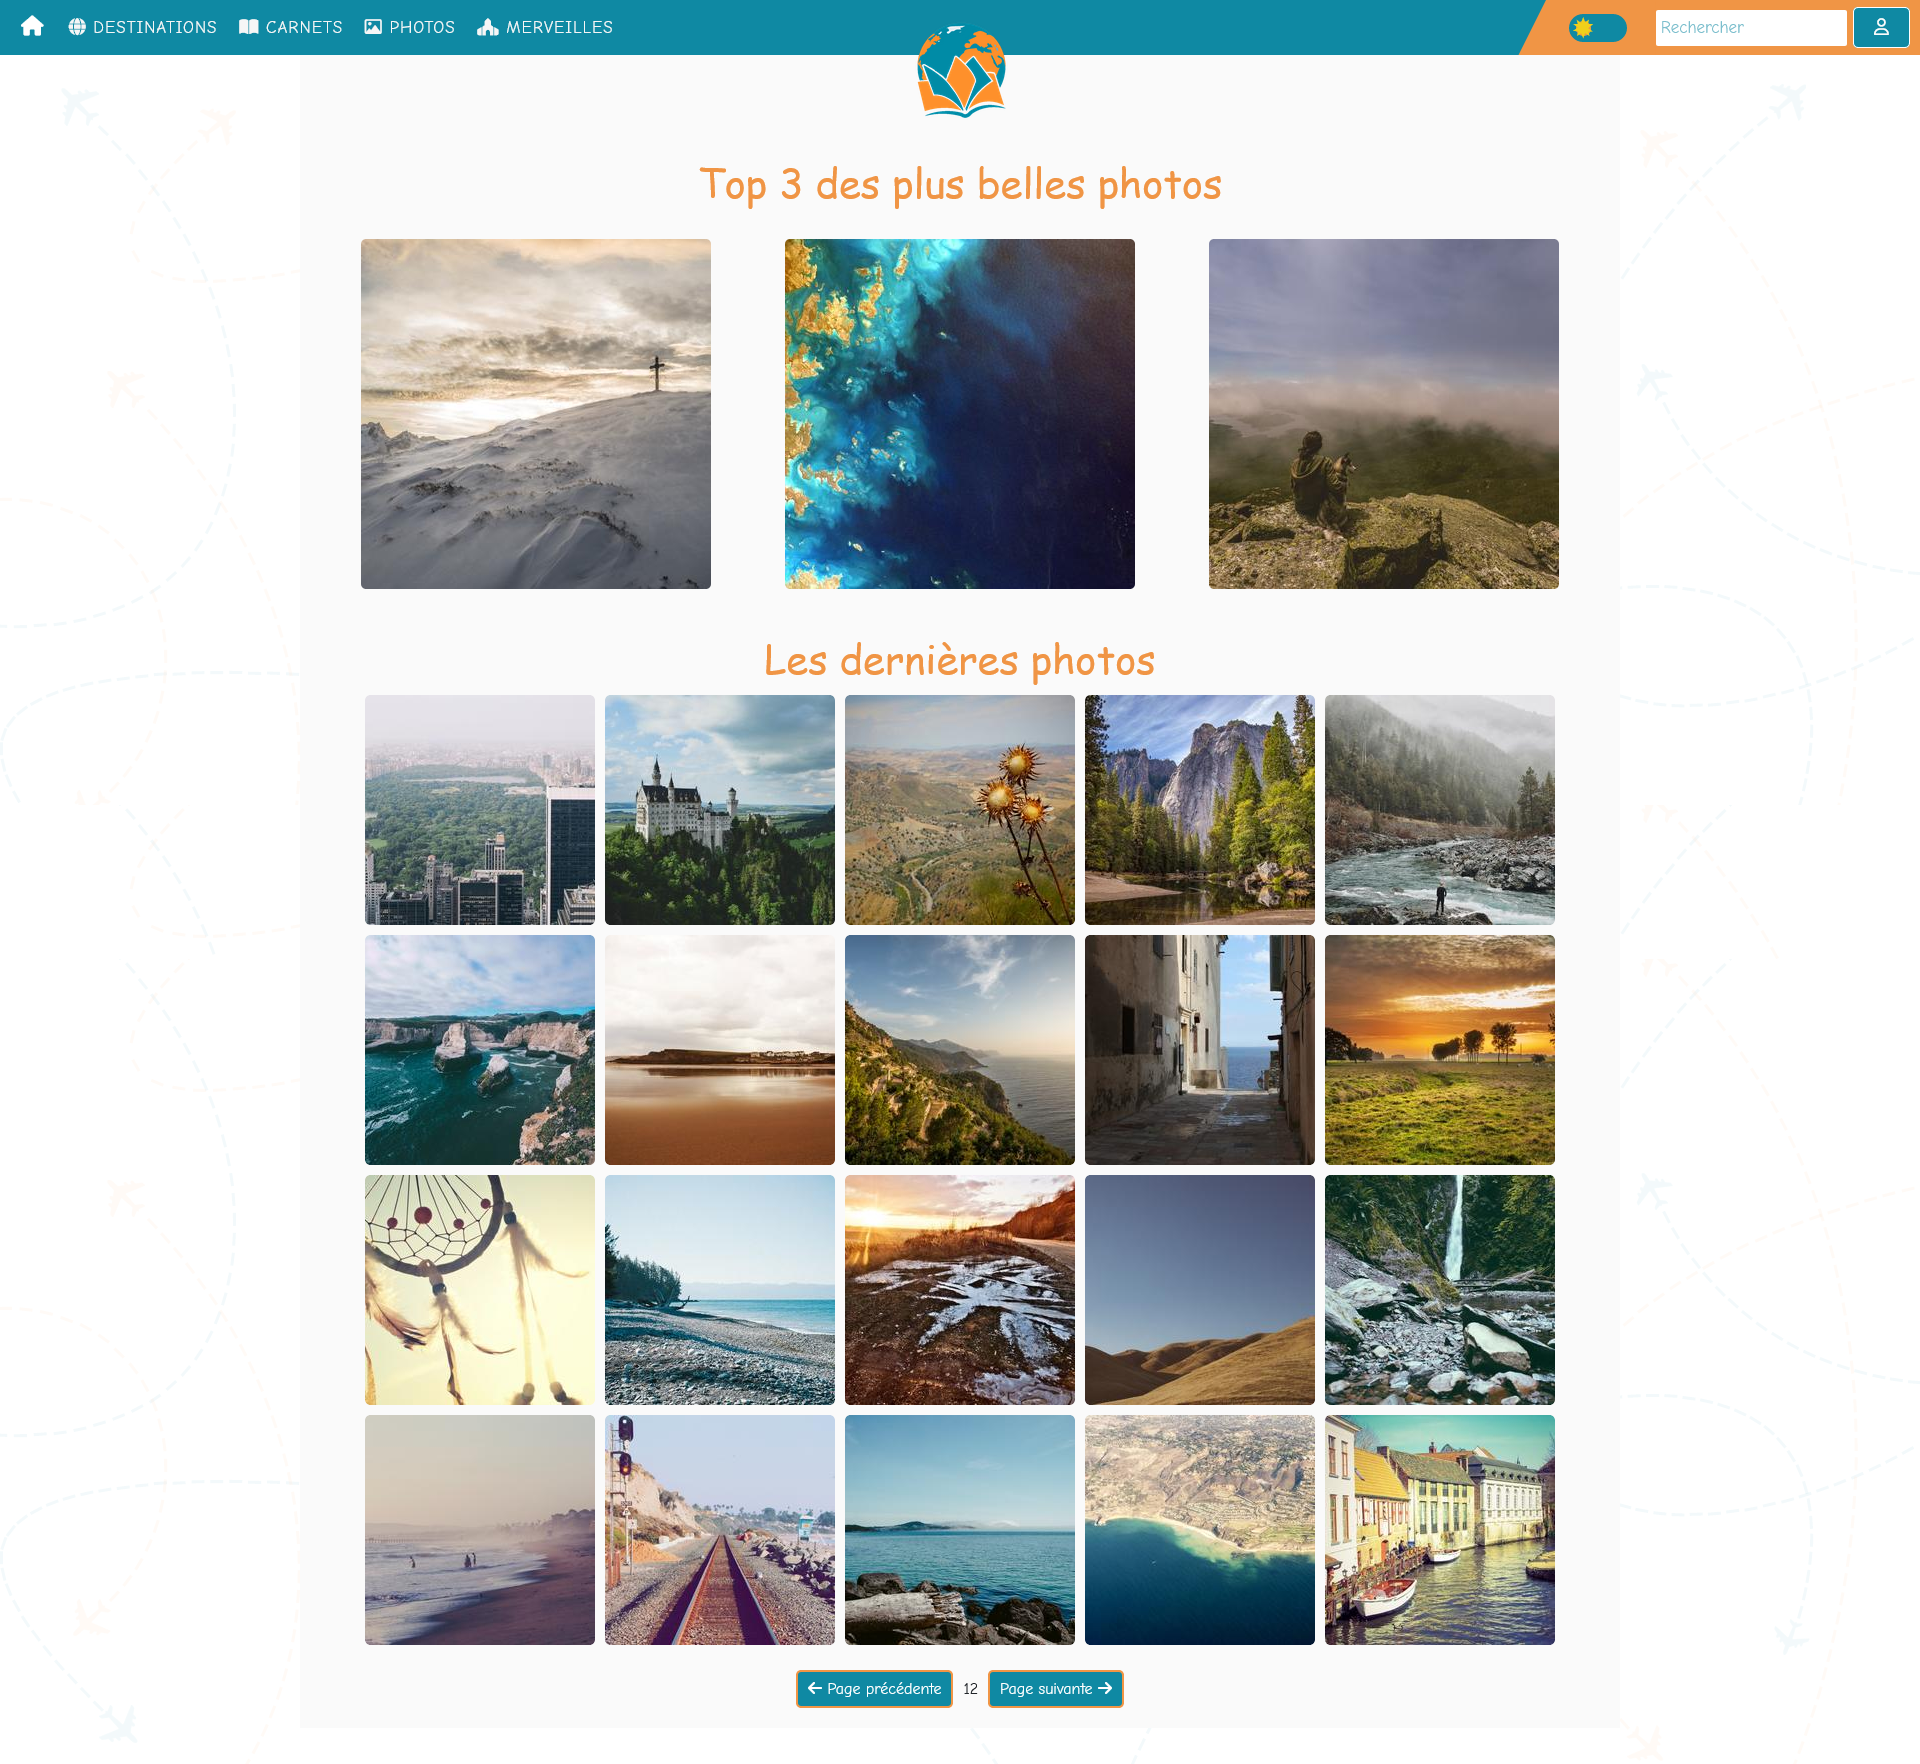 DESTINATIONS CARNETS PHOTOS MERVEILLES Rechercher
Top 3 des plus belles photos
Les dernières photos
Page précédente 12 Page suivante